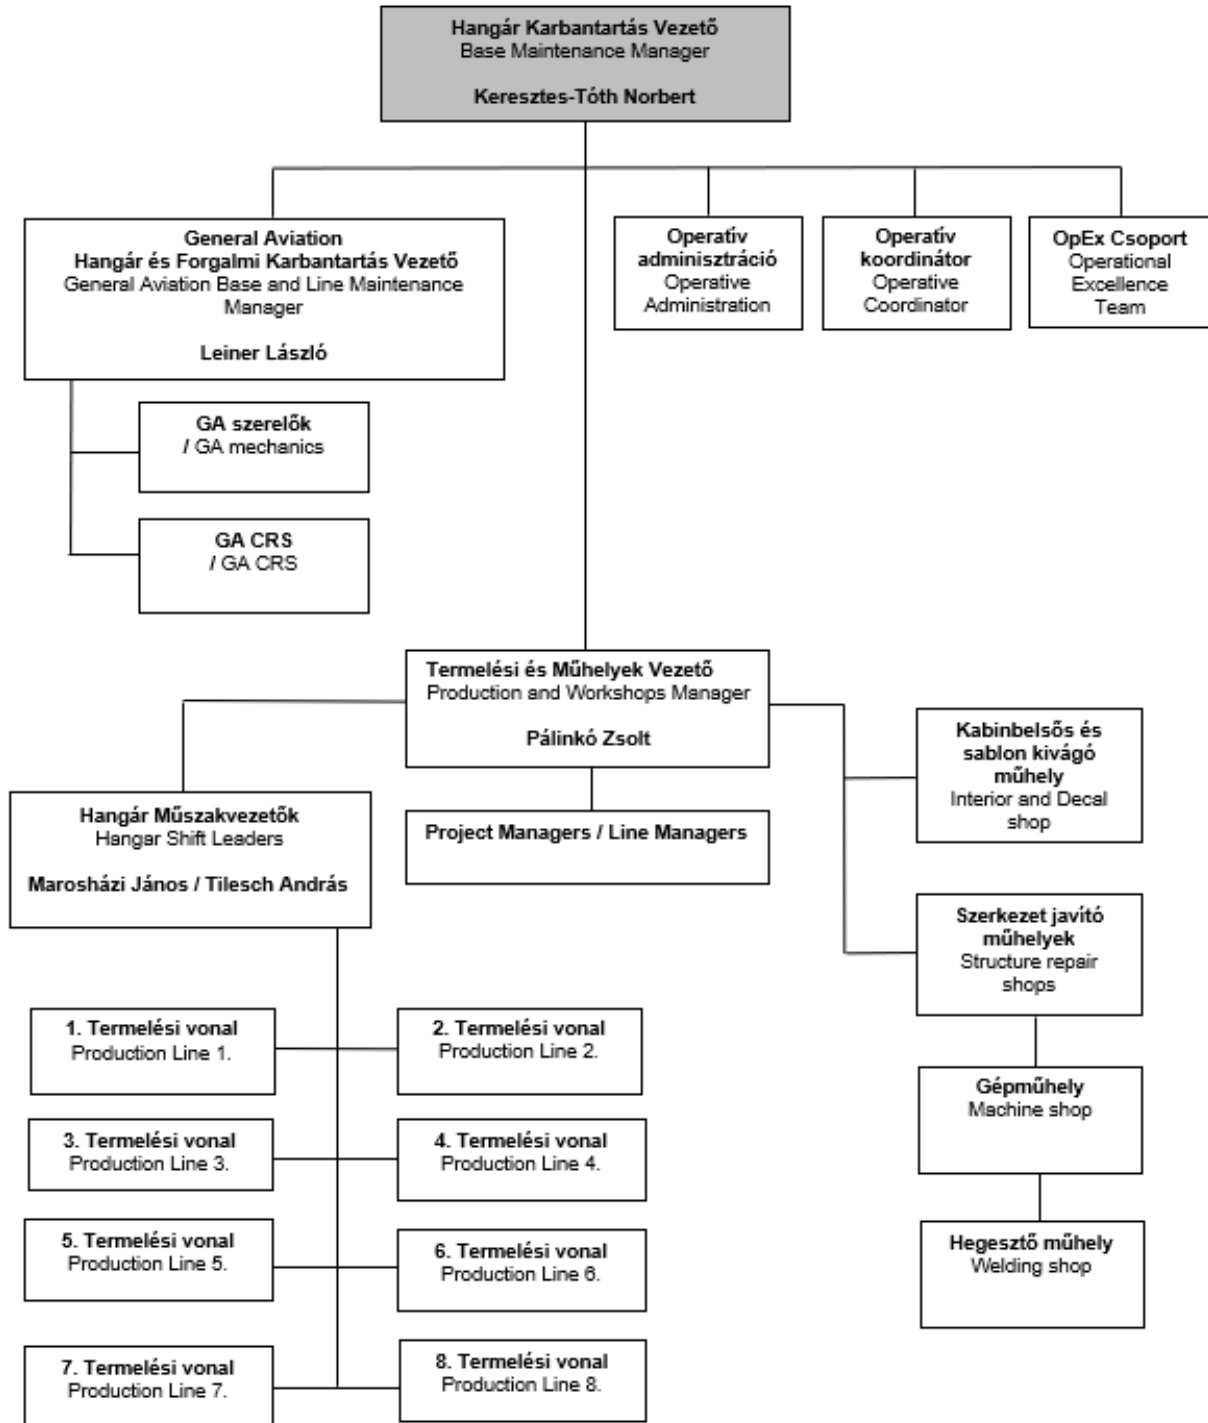 Hangár Karbantartás Vezető
Base Maintenance Manager
Keresztes-Tóth Norbert
General Aviation
Hangár és Forgalmi Karbantartás Vezető
General Aviation Base and Line Maintenance
Manager
Leiner László
Operatív
adminisztráció
Operative
Administration
Operatív
koordinátor
Operative
Coordinator
OpEx Csoport
Operational
Excellence
Team
GA szerelők
/ GA mechanics
GA CRS
/ GA CRS
Termelési és Műhelyek Vezető
Production and Workshops Manager
Pálinkó Zsolt
Hangár Műszakvezetők
Hangar Shift Leaders
Marosházi János / Tilesch András
Project Managers / Line Managers
Kabinbelsős és
sablon kivágó
műhely
Interior and Decal
shop
Szerkezet javító
műhelyek
Structure repair
shops
Gépműhely
Machine shop
Hegesztő műhely
Welding shop
1. Termelési vonal
Production Line 1.
2. Termelési vonal
Production Line 2.
3. Termelési vonal
Production Line 3.
4. Termelési vonal
Production Line 4.
5. Termelési vonal
Production Line 5.
6. Termelési vonal
Production Line 6.
7. Termelési vonal
Production Line 7.
8. Termelési vonal
Production Line 8.